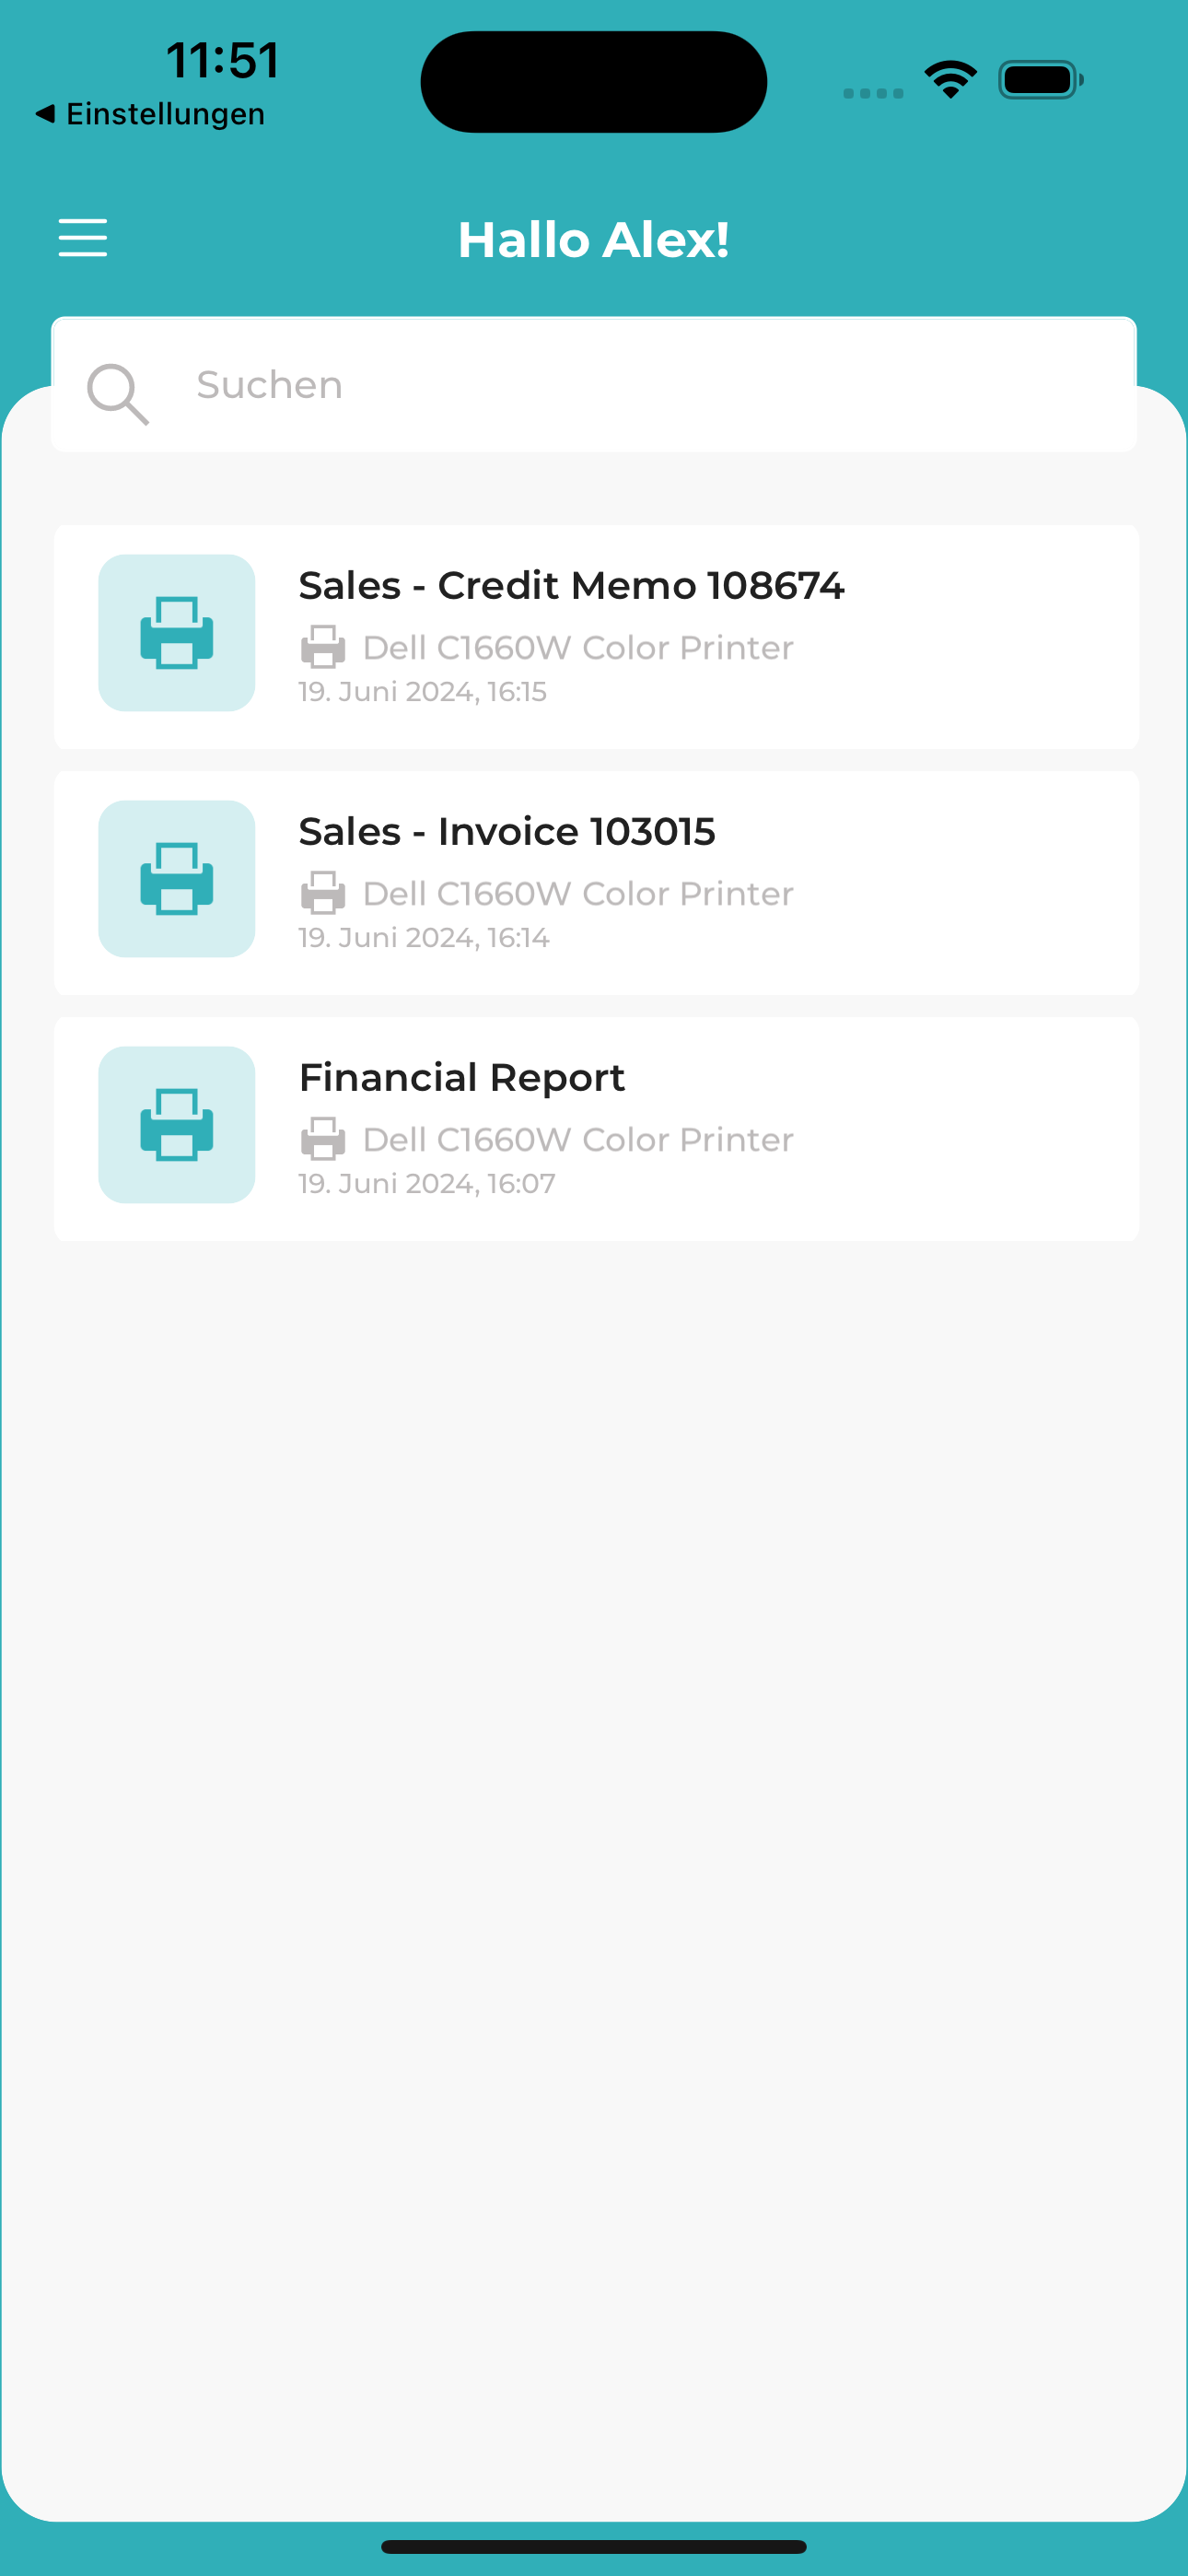 11:51
Einstellungen
Hallo Alex!
Suchen
Sales - Credit Memo 108674
Dell C1660W Color Printer
19. Juni 2024, 16:15
Sales - Invoice 103015
Dell C1660W Color Printer
19. Juni 2024, 16:14
Financial Report
Dell C1660W Color Printer
19. Juni 2024, 16:07